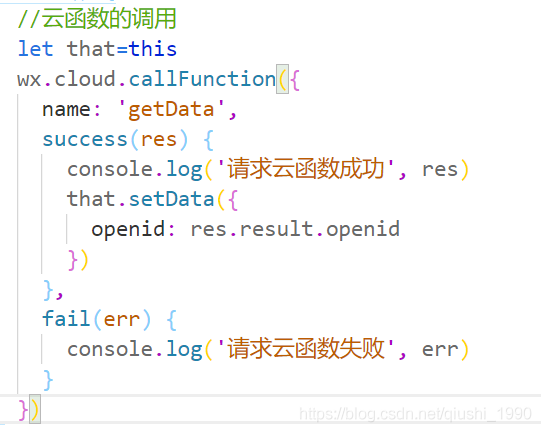 //云函数的调用
let that=this
wx.cloud.callFunction({
name: 'getData',
success(res) {
console.log('请求云函数成功', res)
that.setData({
openid: res.result.openid
})
},
fail(err) {
console.log('请求云函数失败', err)
}
})
https://blog.csdn.net/qiushi_1990